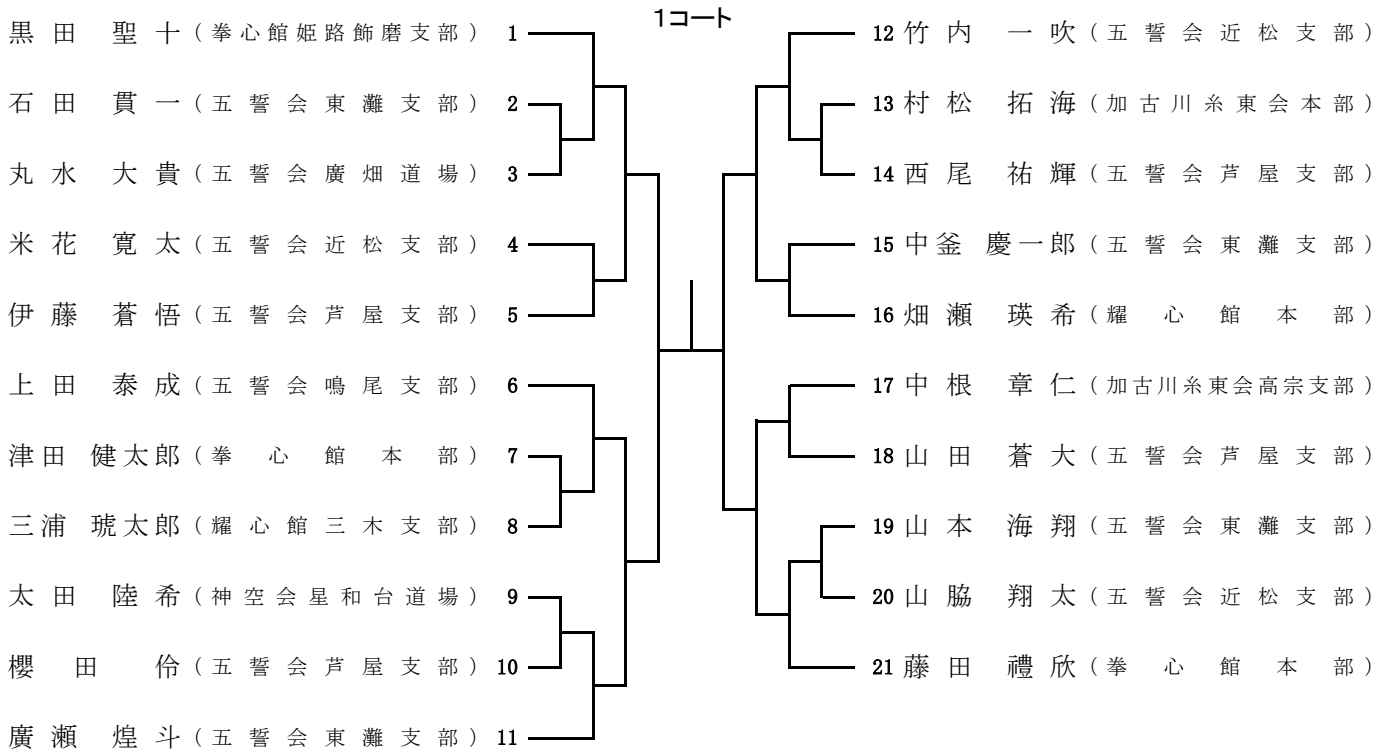 1コート
黒田 聖十(拳心館姫路飾磨支部) 1
石田 貫一(五誓会東灘支部) 2
丸水 大貴(五誓会廣畑道場) 3
米花 寛太(五誓会近松支部) 4
伊藤 蒼悟(五誓会芦屋支部) 5
上田 泰成(五誓会鳴尾支部) 6
津田 健太郎(拳心館本部) 7
三浦 琥太郎(耀心館三木支部) 8
太田 陸希(神空会星和台道場) 9
櫻田 伶(五誓会芦屋支部) 10
廣瀬 煌斗(五誓会東灘支部) 11
12 竹内 一吹(五誓会近松支部)
13 村松 拓海(加古川糸東会本部)
14 西尾 祐輝(五誓会芦屋支部)
15 中釜 慶一郎(五誓会東灘支部)
16 畑瀬 瑛希(耀心館本部)
17 中根 章仁(加古川糸東会高宗支部)
18 山田 蒼大(五誓会芦屋支部)
19 山本 海翔(五誓会東灘支部)
20 山脇 翔太(五誓会近松支部)
21 藤田 禮欣(拳心館本部)